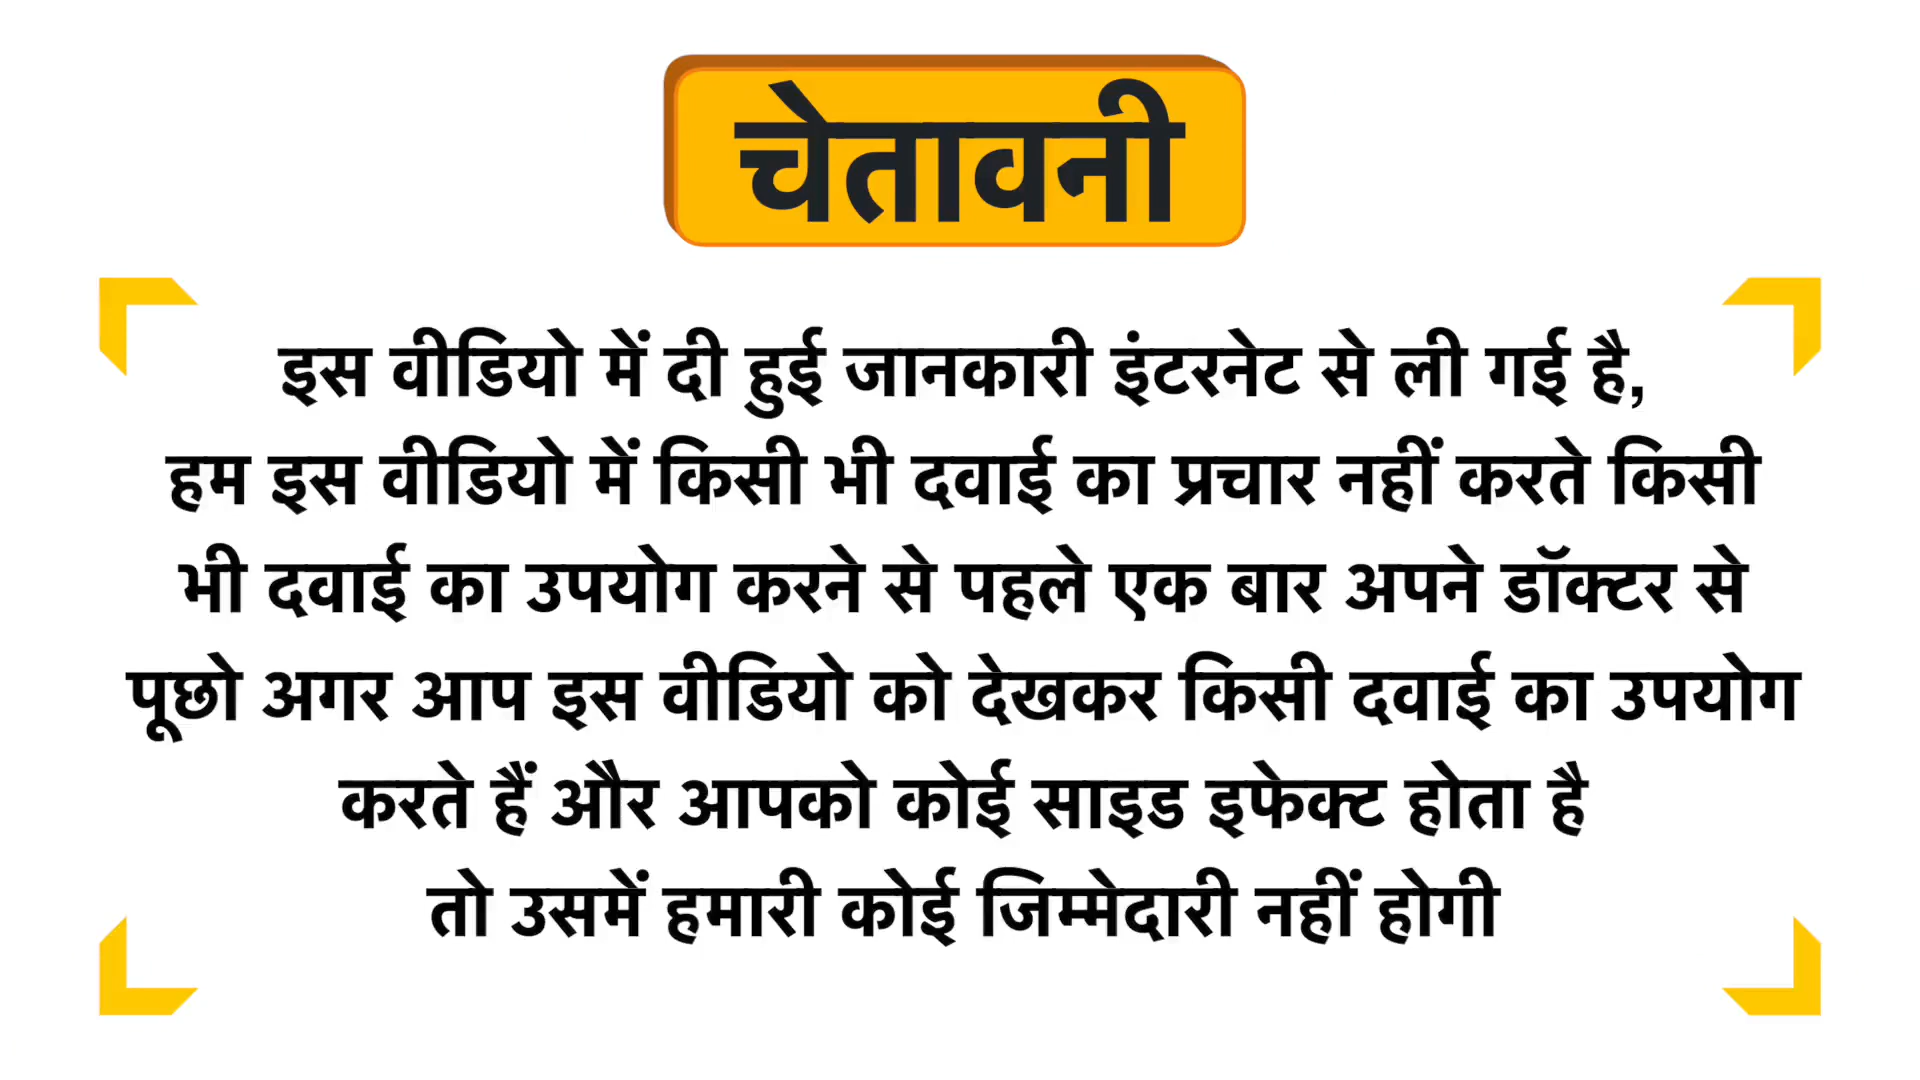 चेतावनी
इस वीडियो में दी हुई जानकारी इंटरनेट से ली गई है,
हम इस वीडियो में किसी भी दवाई का प्रचार नहीं करते किसी
भी दवाई का उपयोग करने से पहले एक बार अपने डॉक्टर से
पूछो अगर आप इस वीडियो को देखकर किसी दवाई का उपयोग
करते हैं और आपको कोई साइड इफेक्ट होता है
तो उसमें हमारी कोई जिम्मेदारी नहीं होगी